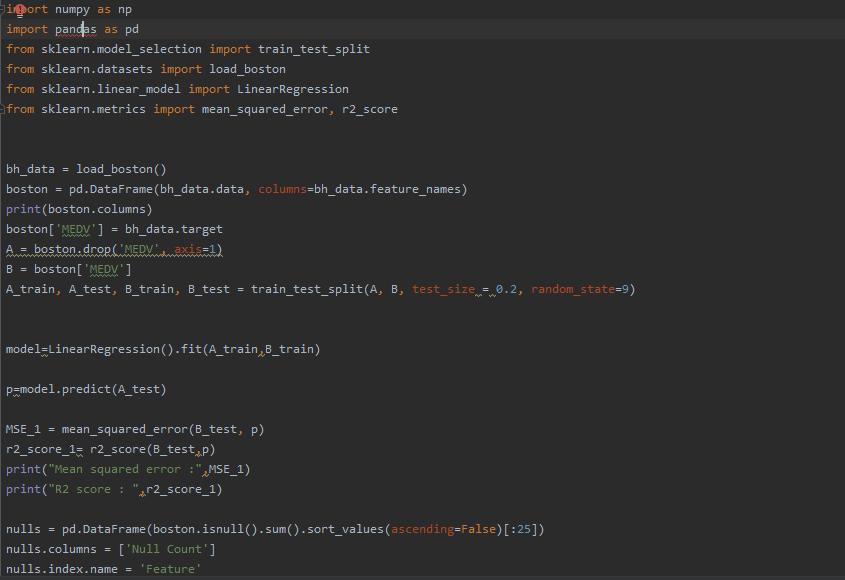 import numpy as np
import pandas as pd
from sklearn.model_selection import train_test_split
from sklearn.datasets import load_boston
from sklearn.linear_model import LinearRegression
from sklearn.metrics import mean_squared_error, r2_score
bh_data = load_boston()
boston = pd.DataFrame(bh_data.data, columns=bh_data.feature_names)
print(boston.columns)
boston['MEDV'] = bh_data.target
A = boston.drop('MEDV', axis=1)
B = boston['MEDV']
A_train, A_test, B_train, B_test = train_test_split(A, B, test_size = 0.2, random_state=9)
model=LinearRegression().fit(A_train,B_train)
p=model.predict(A_test)
MSE_1 = mean_squared_error(B_test, p)
r2_score_1= r2_score(B_test,p)
print("Mean squared error :",MSE_1)
print("R2 score : ",r2_score_1)
nulls = pd.DataFrame(boston.isnull().sum().sort_values(ascending=False)[:25])
nulls.columns = ['Null Count']
nulls.index.name = 'Feature'